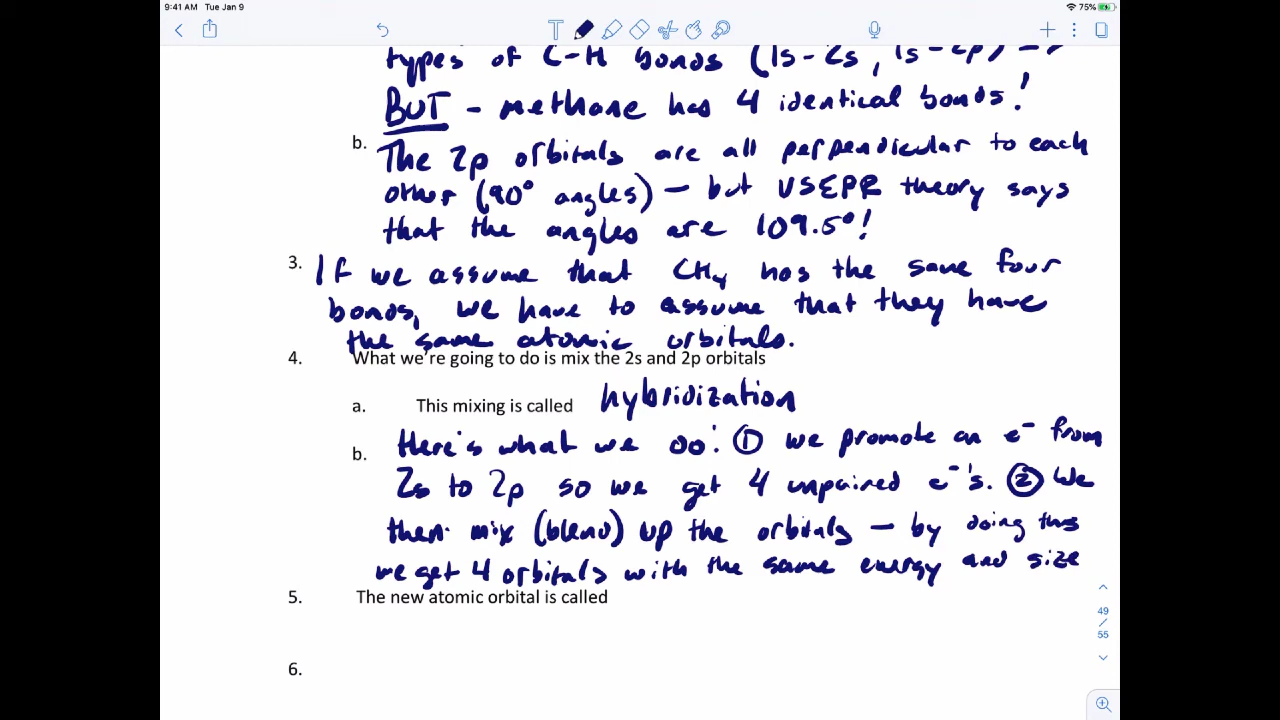 9:41 AM Tue Jan 9
75%
types of C-H bonds (1s-2s, 1s-2p) -
BUT - methane has 4 identical bonds!
b. The 2p orbitals are all perpendicular to each
other (90° angles) — but VSEPR theory says
that the angles are 109.5°!
3. If we assume that CH4 has the same four
bonds, we have to assume that they have
the same atomic orbitals.
4. What we're going to do is mix the 2s and 2p orbitals
a. This mixing is called hybridization
b. Here's what we do: ① we promote an e⁻ from
2s to 2p so we get 4 unpaired e⁻'s. ② We
then mix (blend) up the orbitals — by doing this
we get 4 orbitals with the same energy and size
5. The new atomic orbital is called
49
/
55
6.